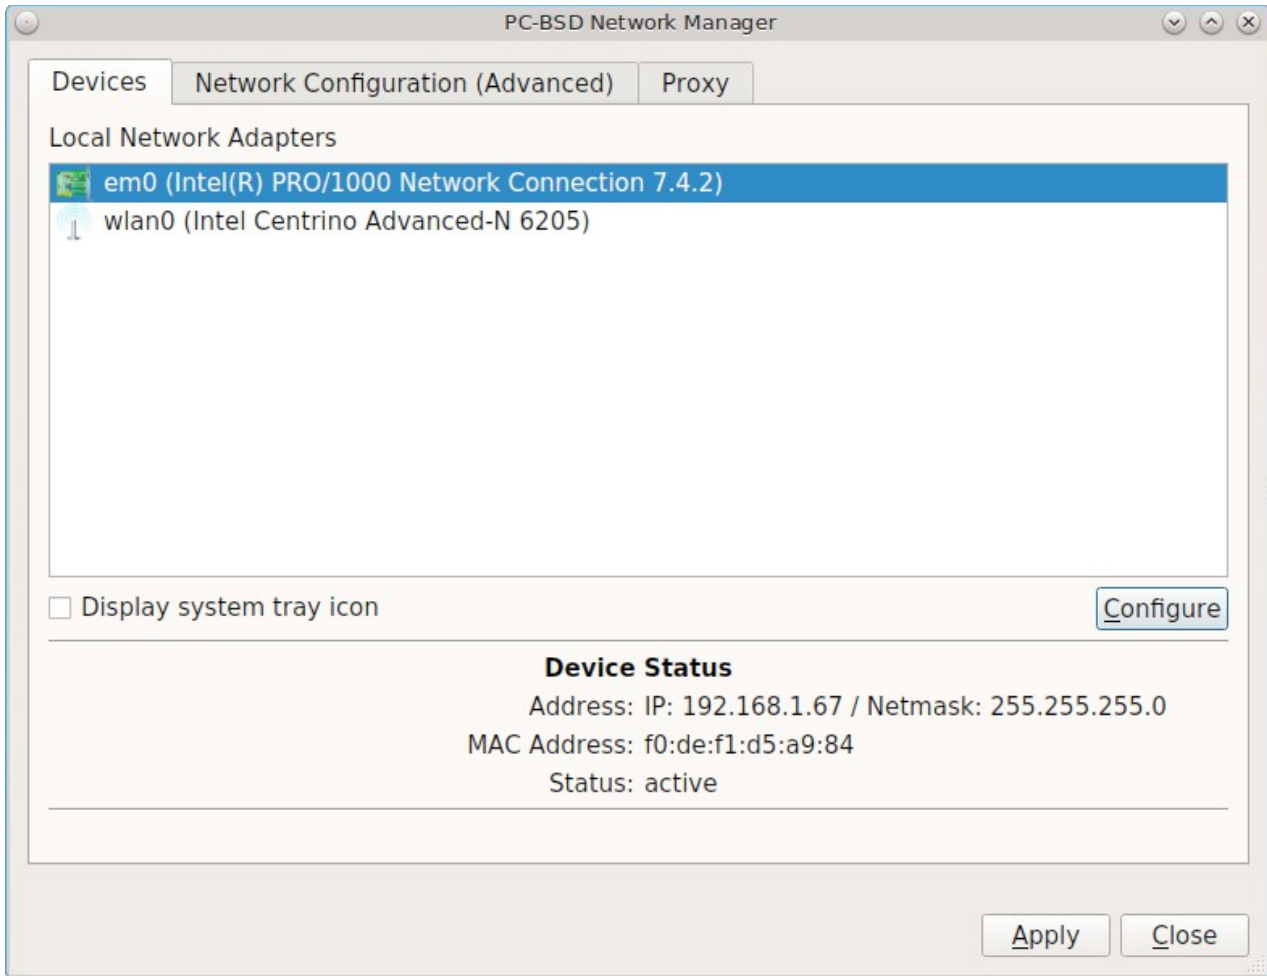 PC-BSD Network Manager
Devices Network Configuration (Advanced) Proxy
Local Network Adapters
em0 (Intel(R) PRO/1000 Network Connection 7.4.2)
wlan0 (Intel Centrino Advanced-N 6205)
Display system tray icon Configure
Device Status
Address: IP: 192.168.1.67 / Netmask: 255.255.255.0
MAC Address: f0:de:f1:d5:a9:84
Status: active
Apply Close